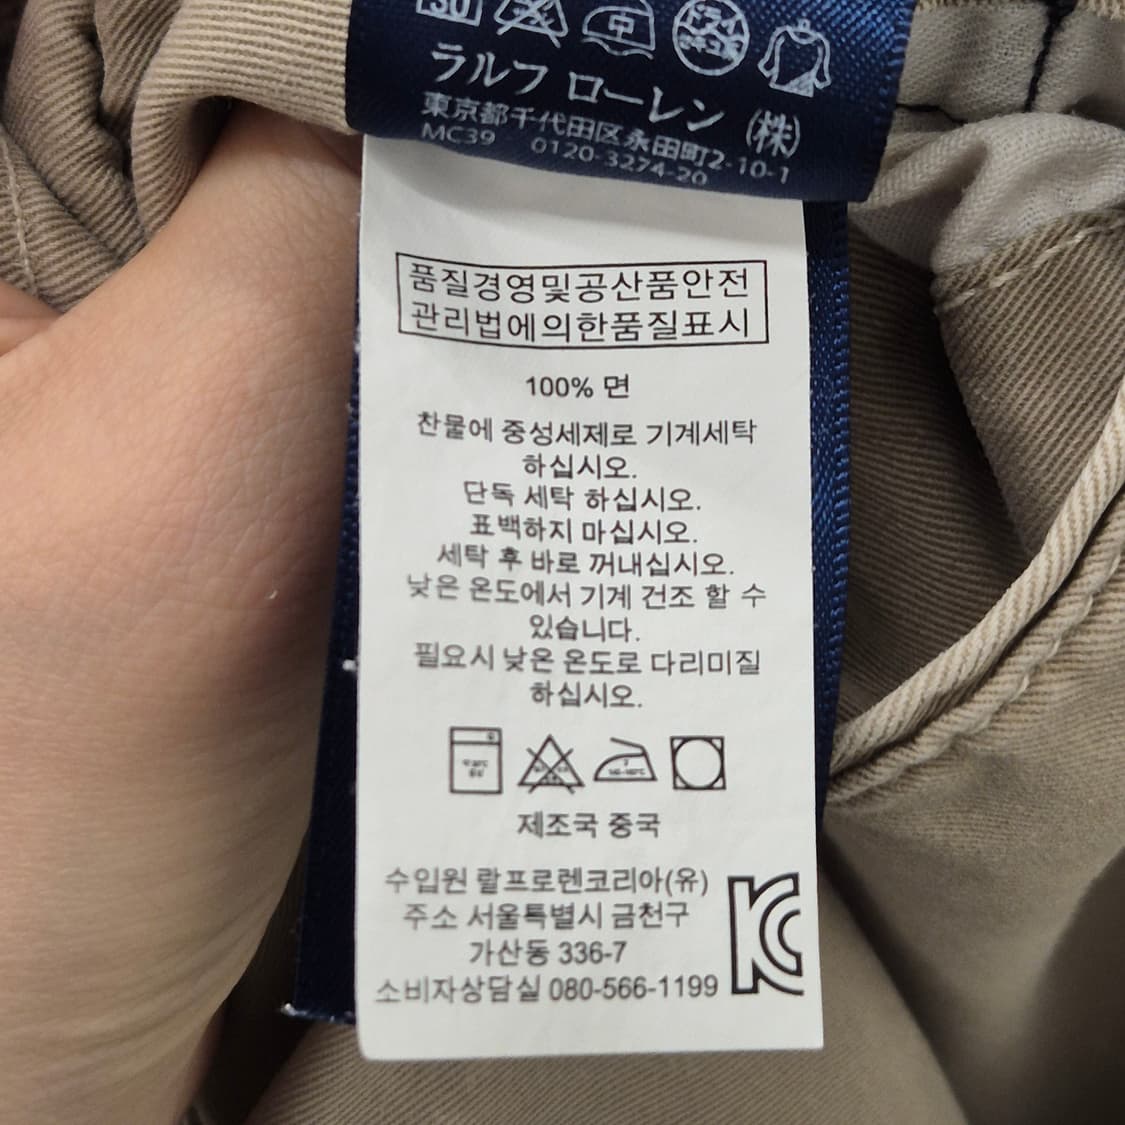 30
ラルフ ローレン (株)
東京都千代田区永田町2-10-1
MC39 0120-3274-20
품질경영및공산품안전
관리법에의한품질표시
100% 면
찬물에 중성세제로 기계세탁
하십시오.
단독 세탁 하십시오.
표백하지 마십시오.
세탁 후 바로 꺼내십시오.
낮은 온도에서 기계 건조 할 수
있습니다.
필요시 낮은 온도로 다리미질
하십시오.
제조국 중국
수입원 랄프로렌코리아(유)
주소 서울특별시 금천구
가산동 336-7
소비자상담실 080-566-1199
KC